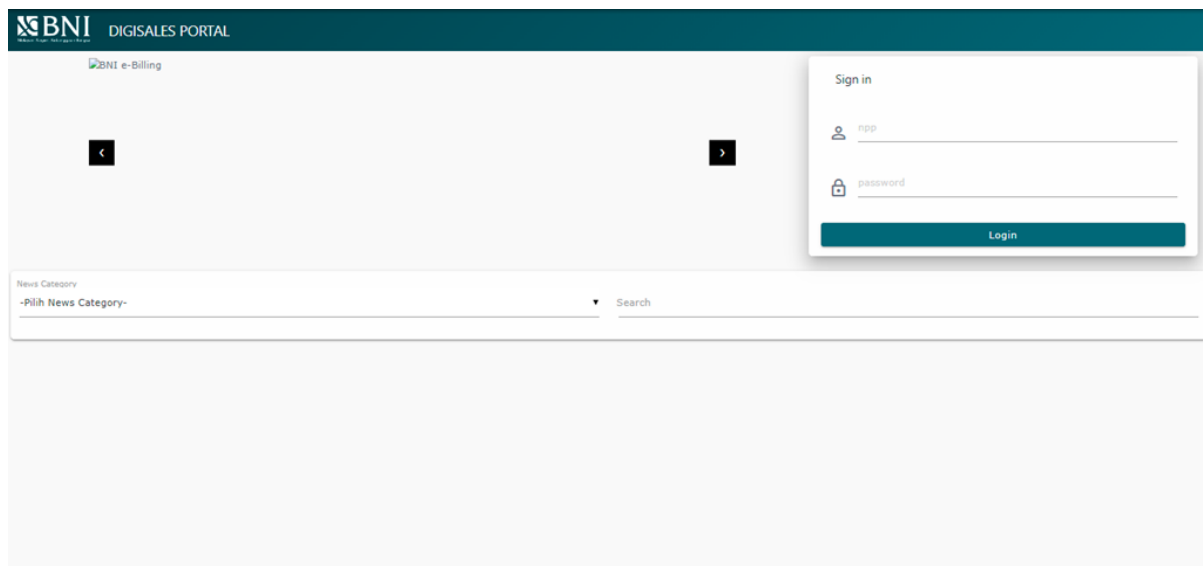 BNI
DIGISALES PORTAL
BNI e-Billing
Sign in
npp
password
Login
News Category
-Pilih News Category-
Search